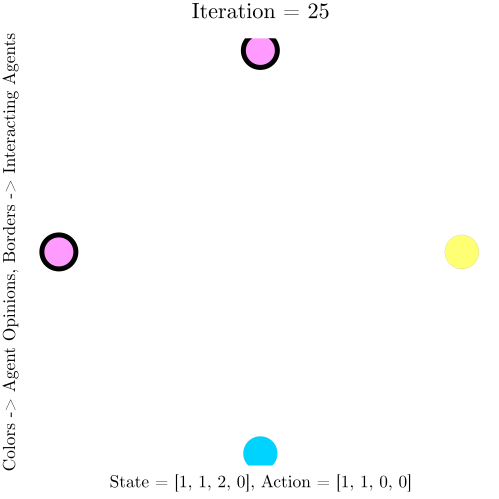 Iteration = 25
Colors -> Agent Opinions, Borders -> Interacting Agents
State = [1, 1, 2, 0], Action = [1, 1, 0, 0]